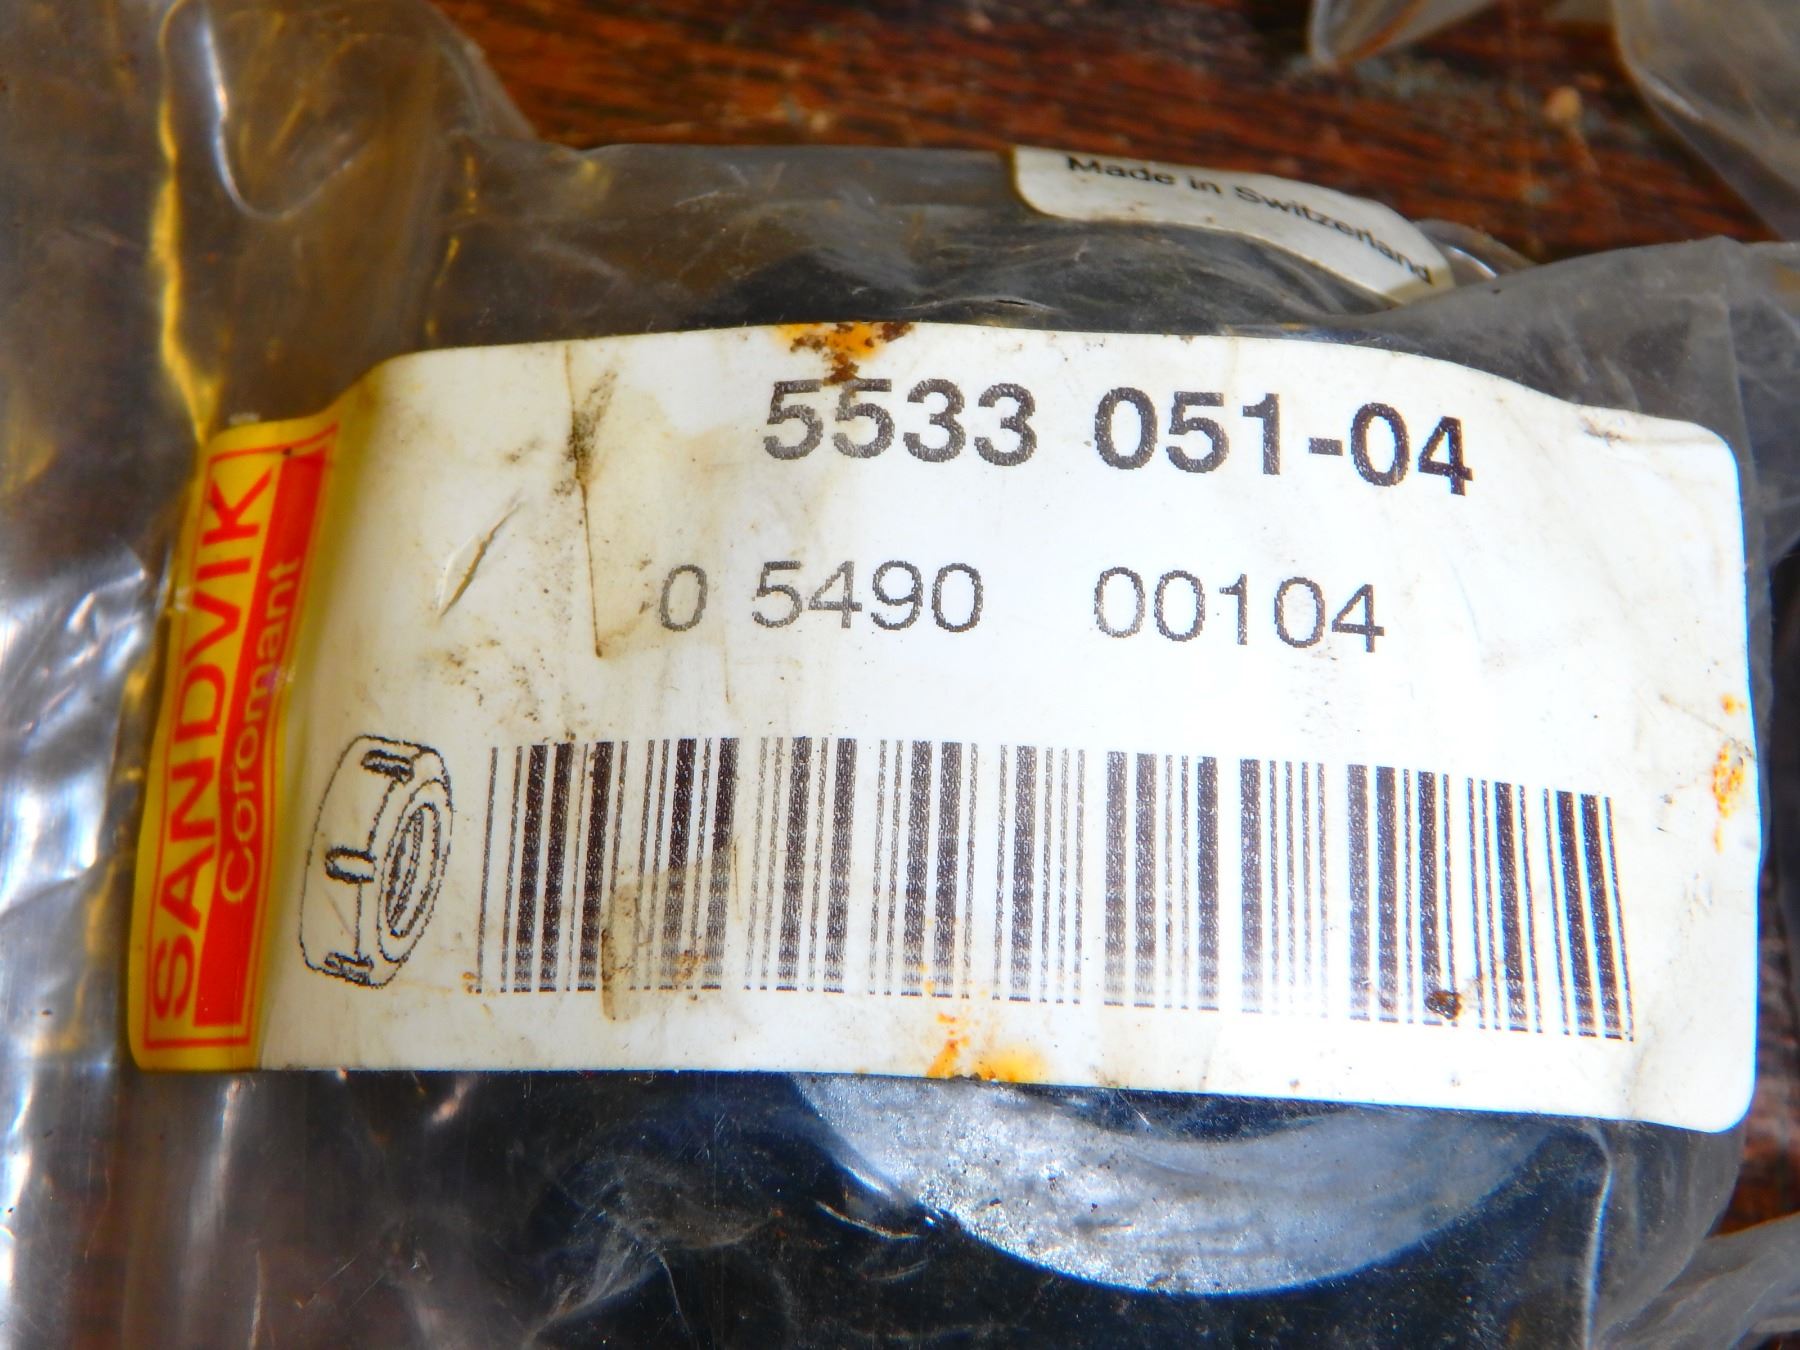 Made in Switzerland
5533 051-04
0 5490 00104
SANDVIK
Coromant